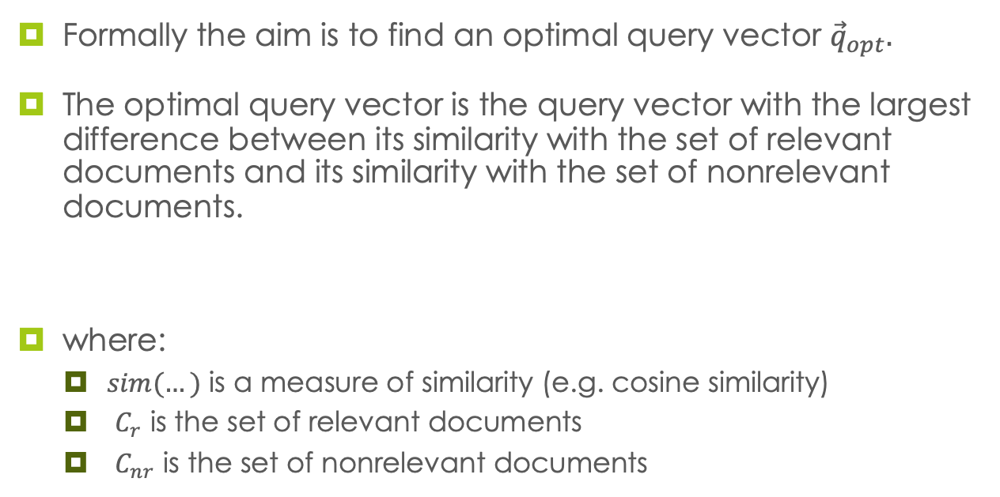 Formally the aim is to find an optimal query vector $\vec{q}_{opt}$.
The optimal query vector is the query vector with the largest
difference between its similarity with the set of relevant
documents and its similarity with the set of nonrelevant
documents.
where:
$sim(…)$ is a measure of similarity (e.g. cosine similarity)
$C_r$ is the set of relevant documents
$C_{nr}$ is the set of nonrelevant documents